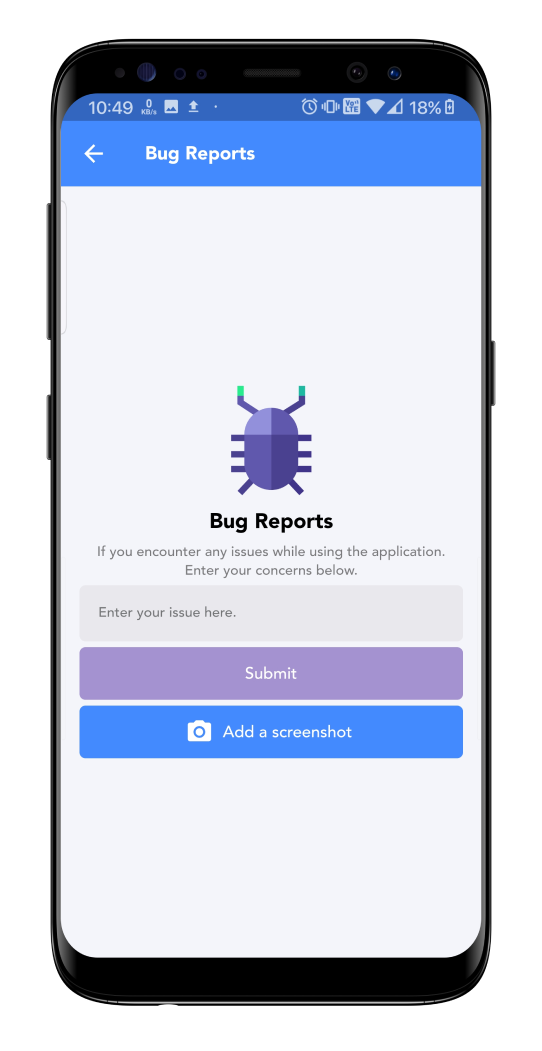 10:49 0 KB/s Vo LTE 18%
Bug Reports
Bug Reports
If you encounter any issues while using the application.
Enter your concerns below.
Enter your issue here.
Submit
Add a screenshot